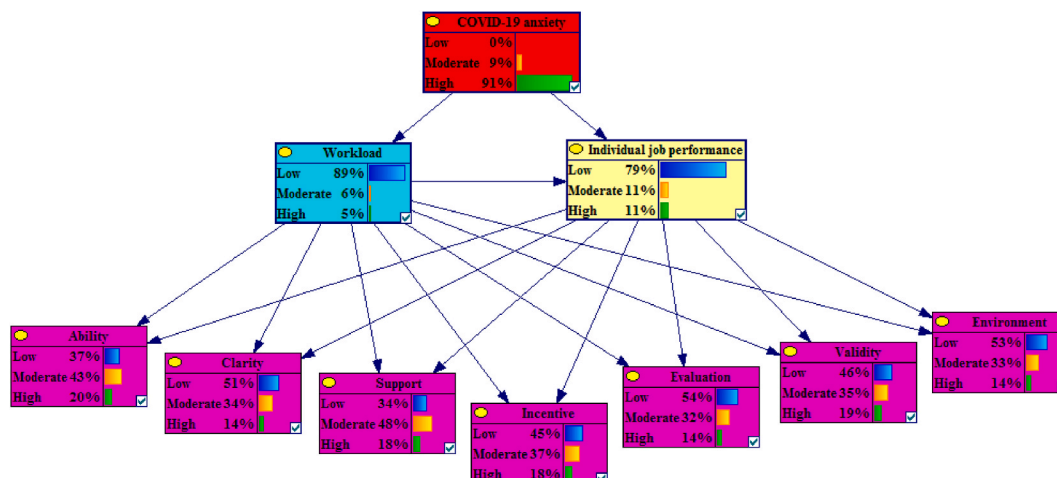 COVID-19 anxiety
Low 0%
Moderate 9%
High 91%
Workload
Low 89%
Moderate 6%
High 5%
Individual job performance
Low 79%
Moderate 11%
High 11%
Ability
Low 37%
Moderate 43%
High 20%
Clarity
Low 51%
Moderate 34%
High 14%
Support
Low 34%
Moderate 48%
High 18%
Incentive
Low 45%
Moderate 37%
High 18%
Evaluation
Low 54%
Moderate 32%
High 14%
Validity
Low 46%
Moderate 35%
High 19%
Environment
Low 53%
Moderate 33%
High 14%